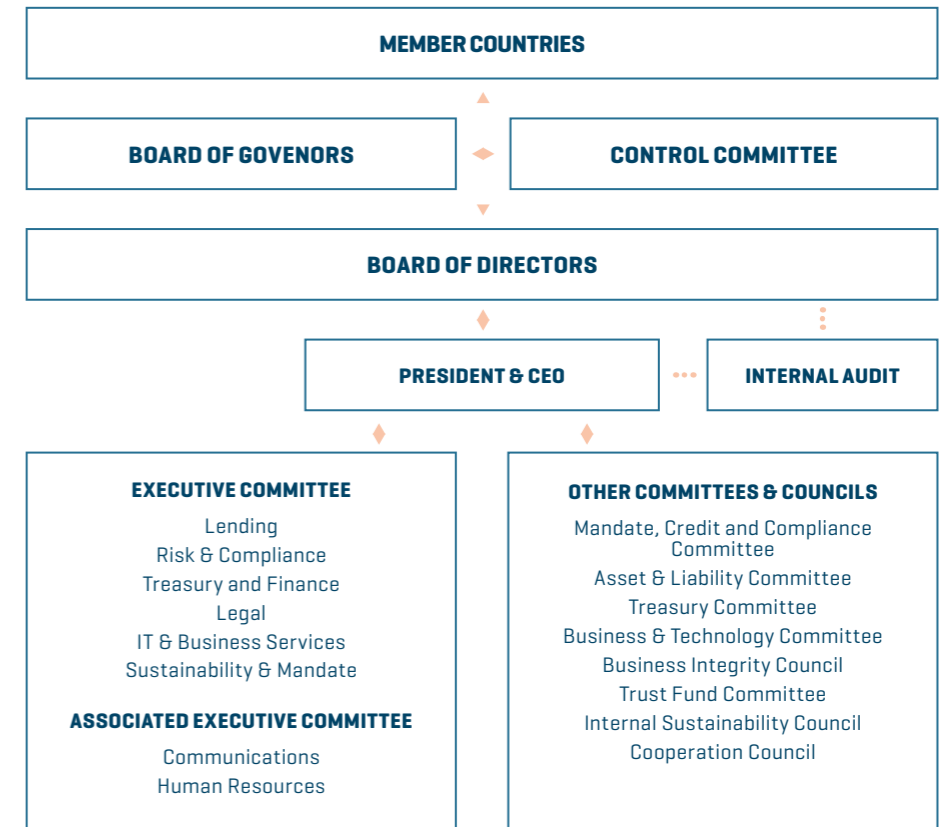 MEMBER COUNTRIES
BOARD OF GOVENORS
CONTROL COMMITTEE
BOARD OF DIRECTORS
PRESIDENT & CEO
INTERNAL AUDIT
EXECUTIVE COMMITTEE
Lending
Risk & Compliance
Treasury and Finance
Legal
IT & Business Services
Sustainability & Mandate
ASSOCIATED EXECUTIVE COMMITTEE
Communications
Human Resources
OTHER COMMITTEES & COUNCILS
Mandate, Credit and Compliance
Committee
Asset & Liability Committee
Treasury Committee
Business & Technology Committee
Business Integrity Council
Trust Fund Committee
Internal Sustainability Council
Cooperation Council